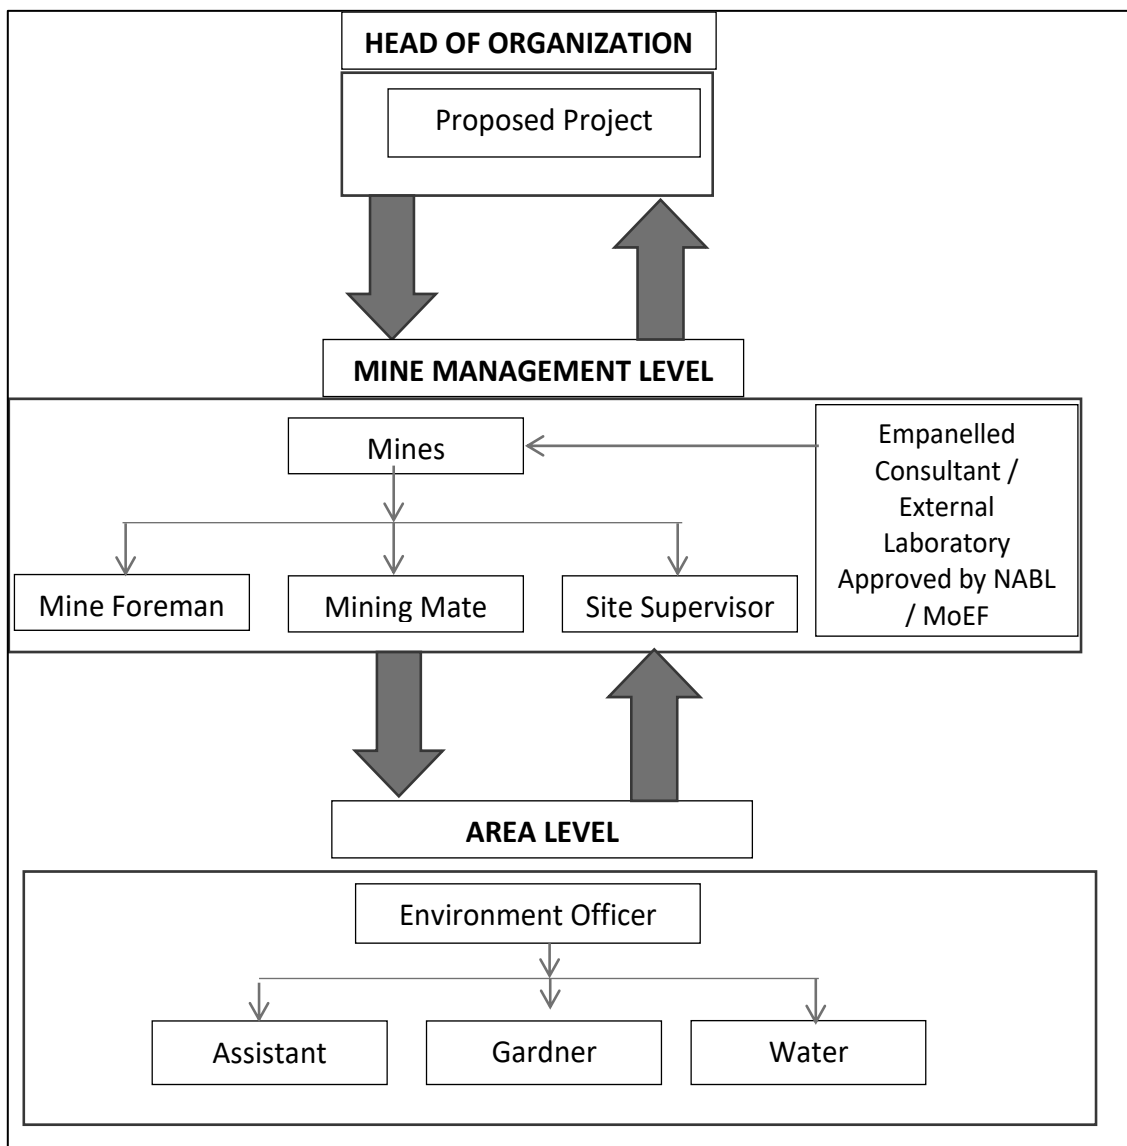 HEAD OF ORGANIZATION
Proposed Project
MINE MANAGEMENT LEVEL
Mines
Empanelled
Consultant /
External
Laboratory
Approved by NABL
/ MoEF
Mine Foreman
Mining Mate
Site Supervisor
AREA LEVEL
Environment Officer
Assistant
Gardner
Water